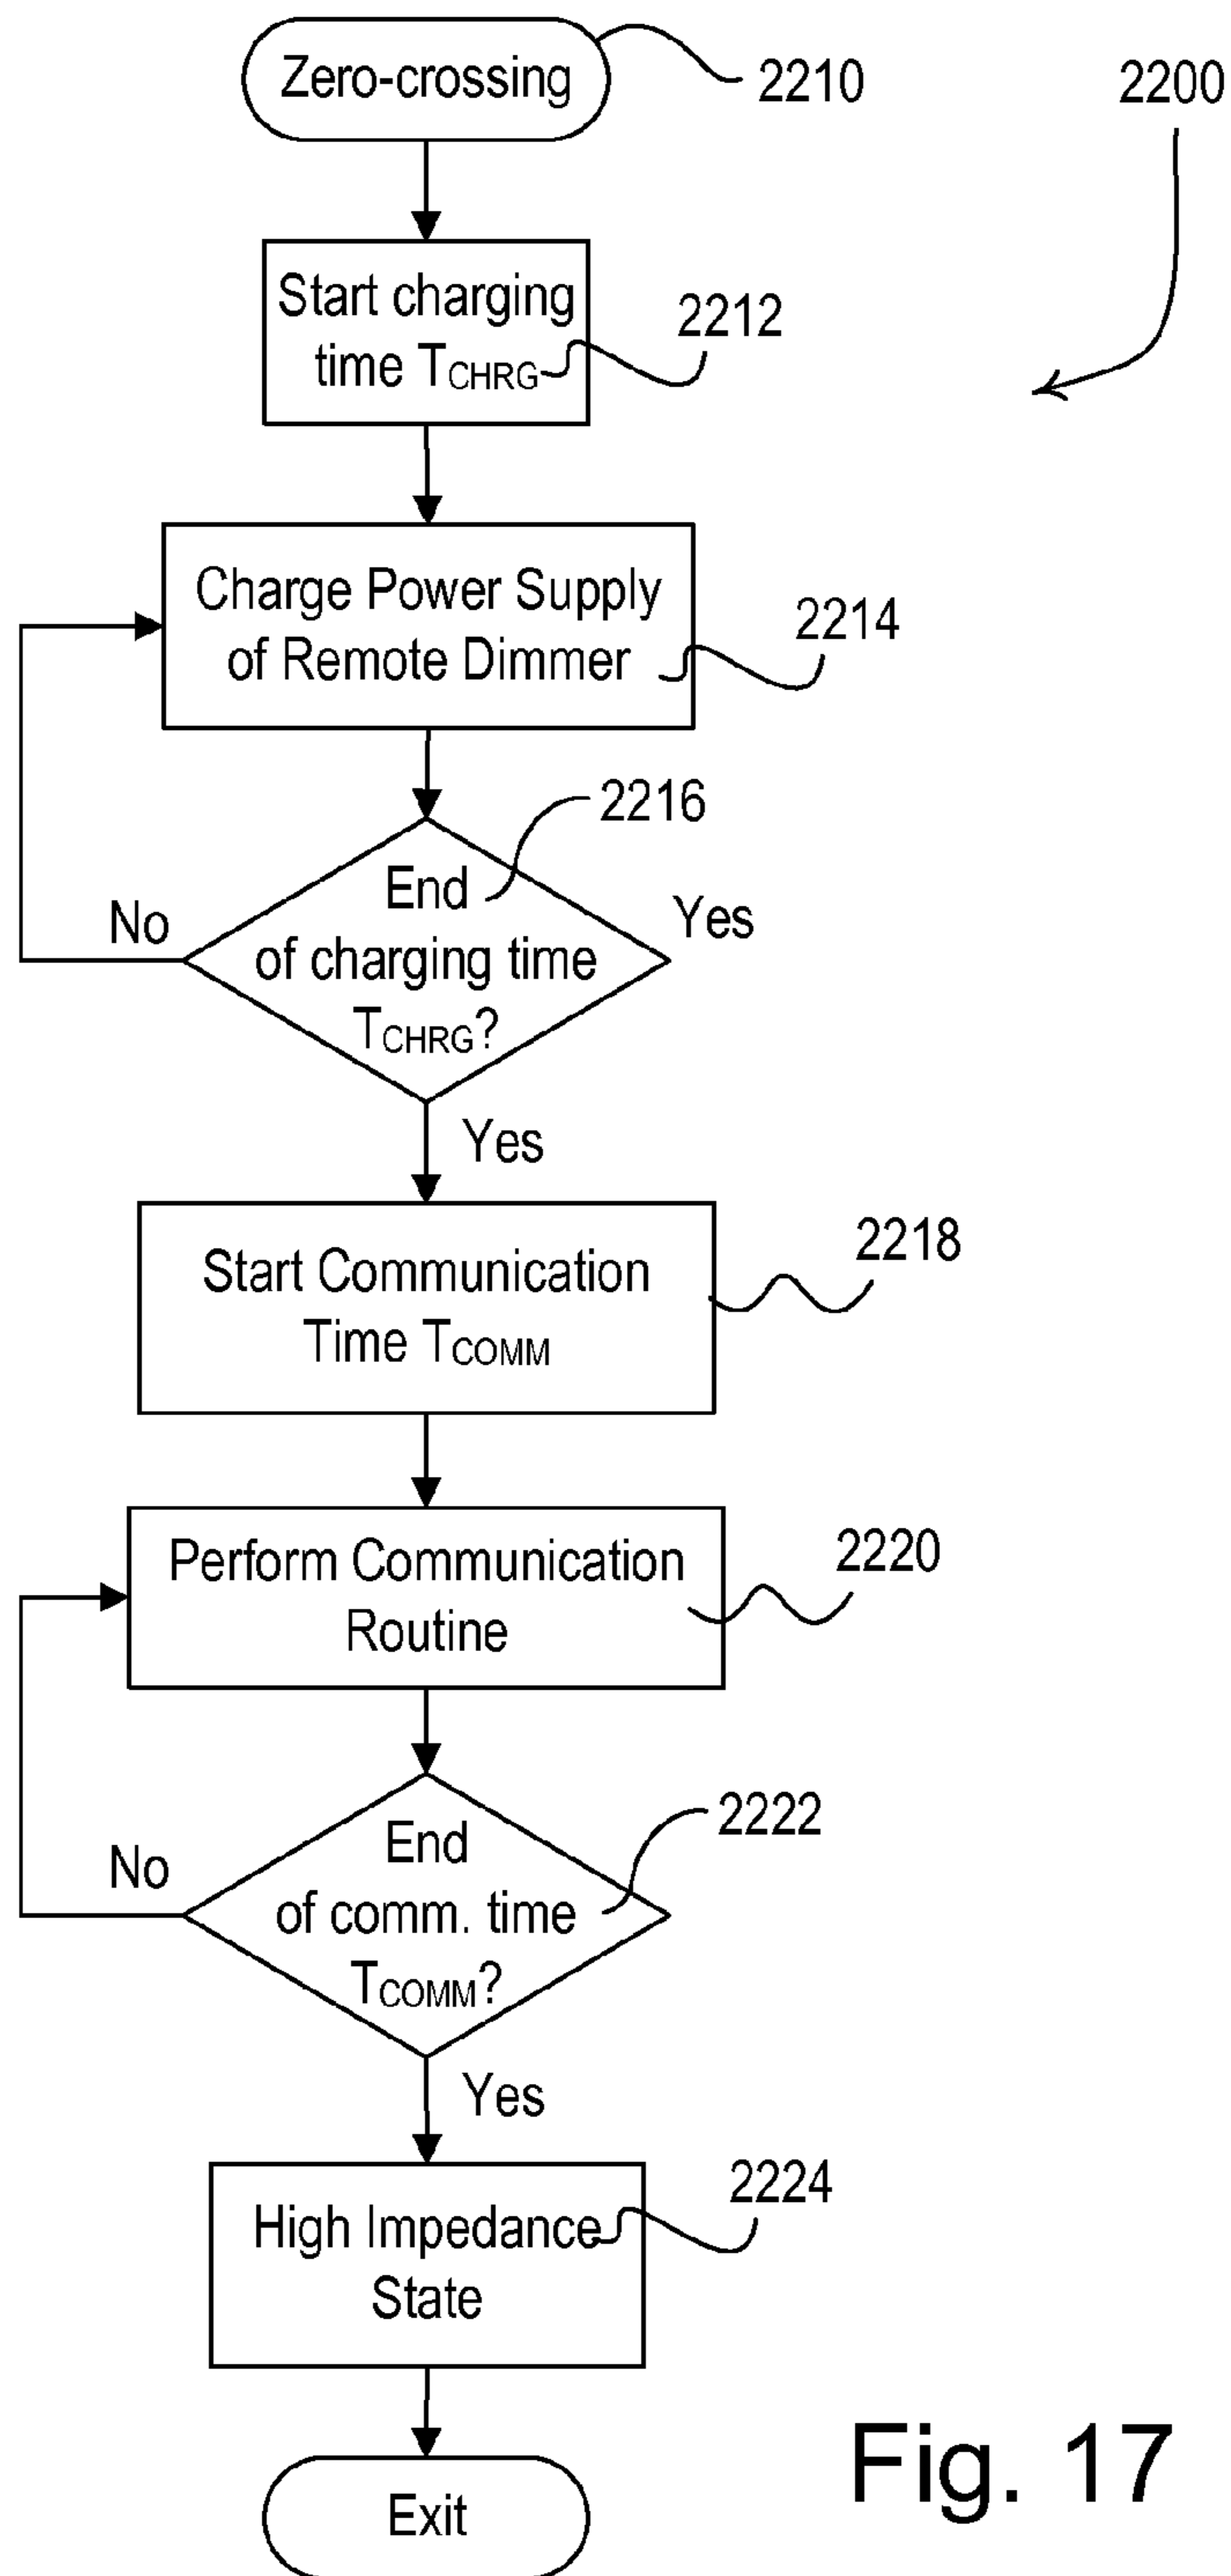 Zero-crossing
2210
2200
Start charging
time TCHRG
2212
Charge Power Supply
of Remote Dimmer
2214
2216
End
of charging time
TCHRG?
No
Yes
Yes
Start Communication
Time TCOMM
2218
Perform Communication
Routine
2220
2222
End
of comm. time
TCOMM?
No
Yes
High Impedance
State
2224
Exit
Fig. 17